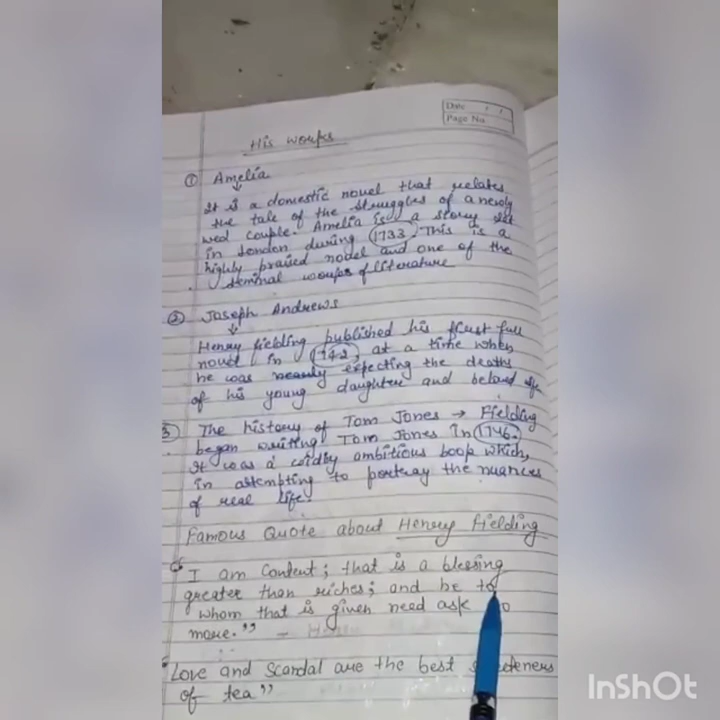 Date
Page No
His works
① Amelia
It is a domestic novel that relates
the tale of the struggles of a newly
wed couple. Amelia is a story set
in London during 1733. This is a
highly praised novel and one of the
seminal works of literature
② Joseph Andrews
Henry fielding published his first full
novel in 1742, at a time when
he was nearly expecting the deaths
of his young daughter and beloved wife
3 The history of Tom Jones → Fielding
began writing Tom Jones in 1746.
It was a wildly ambitious book which,
in attempting to portray the nuances
of real life.
Famous Quote about Henry Fielding
"I am Content; that is a blessing
greater than riches; and he to
whom that is given need ask
more." -
"Love and Scandal are the best
of tea"
InShOt